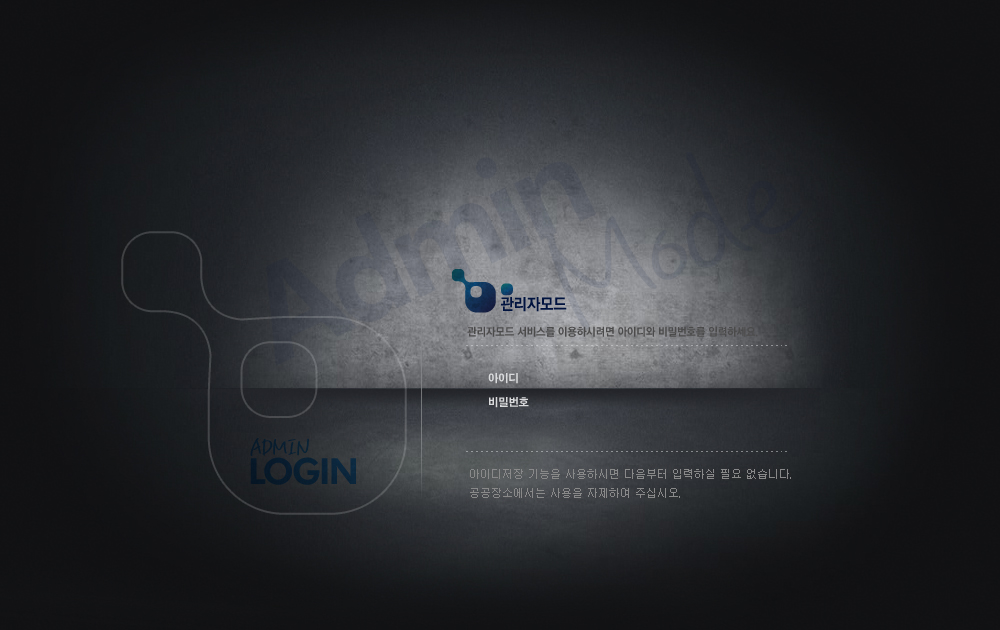 Admin
Mode
관리자모드
관리자모드 서비스를 이용하시려면 아이디와 비밀번호를 입력하세요.
아이디
비밀번호
ADMIN
LOGIN
아이디저장 기능을 사용하시면 다음부터 입력하실 필요 없습니다.
공공장소에서는 사용을 자제하여 주십시오.